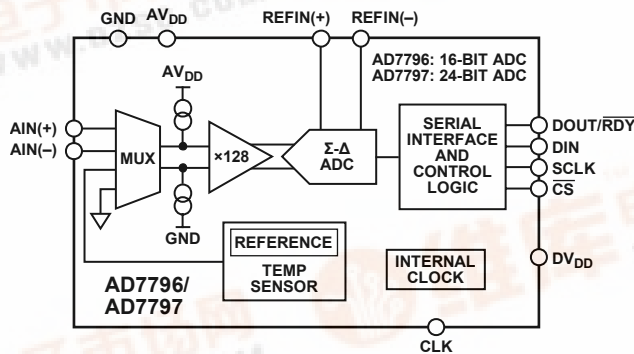 GND
AVDD
REFIN(+)
REFIN(–)
AD7796: 16-BIT ADC
AD7797: 24-BIT ADC
AVDD
AIN(+)
AIN(–)
MUX
×128
Σ-Δ
ADC
SERIAL
INTERFACE
AND
CONTROL
LOGIC
DOUT/RDY
DIN
SCLK
CS
GND
REFERENCE
TEMP
SENSOR
INTERNAL
CLOCK
DVDD
AD7796/
AD7797
CLK